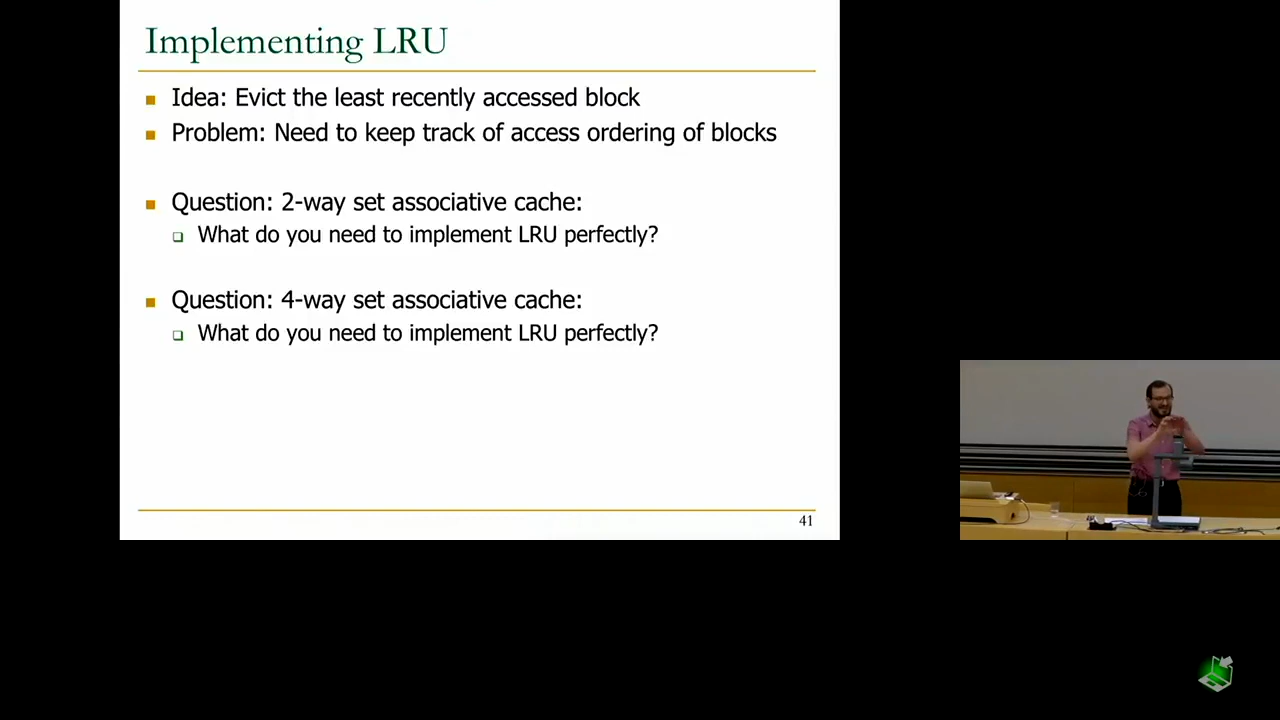 Implementing LRU
Idea: Evict the least recently accessed block
Problem: Need to keep track of access ordering of blocks
Question: 2-way set associative cache:
What do you need to implement LRU perfectly?
Question: 4-way set associative cache:
What do you need to implement LRU perfectly?
41